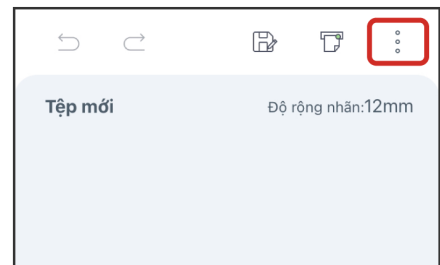 Tệp mới
Độ rộng nhãn:12mm